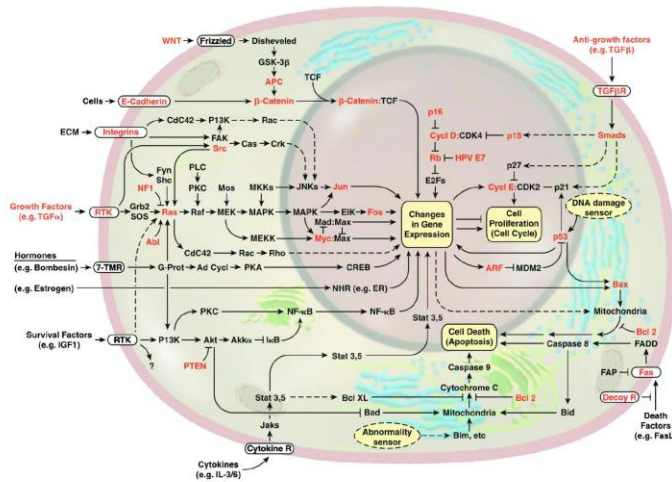 WNT
Frizzled
Disheveled
GSK-3β
APC
TCF
Cells
E-Cadherin
β-Catenin
β-Catenin:TCF
ECM
Integrins
CdC42
P13K
Rac
FAK
Src
Cas
Crk
Fyn
Shc
PLC
NF1
PKC
Mos
MKKs
JNKs
Jun
Growth Factors
(e.g. TGFα)
RTK
Grb2
SOS
Ras
Raf
MEK
MAPK
MAPK
ElK
Fos
Abl
MEKK
Mad:Max
Myc:Max
CdC42
Rac
Rho
Hormones
(e.g. Bombesin)
7-TMR
G-Prot
Ad Cycl
PKA
CREB
(e.g. Estrogen)
NHR (e.g. ER)
PKC
NF-κB
NF-κB
Survival Factors
(e.g. IGF1)
RTK
P13K
Akt
Akkα
IκB
PTEN
?
Stat 3,5
Stat 3,5
Stat 3,5
Bcl XL
Jaks
Bad
Cytokine R
Cytokines
(e.g. IL-3/6)
Changes
in Gene
Expression
Anti-growth factors
(e.g. TGFβ)
TGFβR
Smads
p16
Cycl D:CDK4
p15
Rb
HPV E7
E2Fs
p27
Cycl E:CDK2
p21
Cell
Proliferation
(Cell Cycle)
DNA damage
sensor
p53
ARF
MDM2
Bax
Mitochondria
Bcl 2
Cell Death
(Apoptosis)
Caspase 8
FADD
Caspase 9
FAP
Fas
Cytochrome C
Bcl 2
Decoy R
Mitochondria
Bid
Death
Factors
(e.g. FasL
Abnormality
sensor
Bim, etc